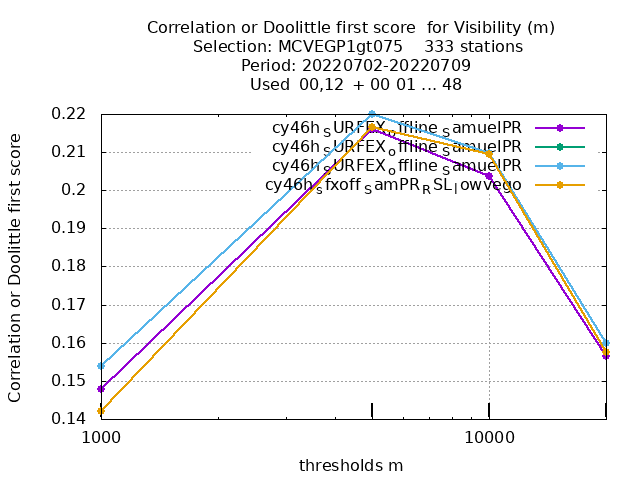 Correlation or Doolittle first score  for Visibility (m)
Selection: MCVEGP1gt075    333 stations
Period: 20220702-20220709
Used  00,12  + 00 01 ... 48
Correlation or Doolittle first score
0.22
0.21
0.2
0.19
0.18
0.17
0.16
0.15
0.14
cy46h_SURFEX_offline_SamuelPR
cy46h_SURFEX_offline_SamuelPR
cy46h_SURFEX_offline_SamuelPR
cy46h_sfxoff_SamPR_RSL_lowvego
1000
10000
thresholds m